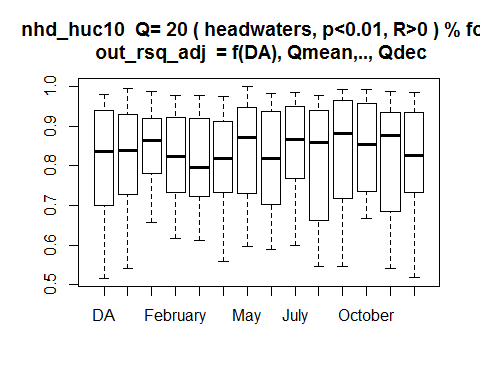 nhd_huc10 Q= 20 ( headwaters, p<0.01, R>0 ) % fo
out_rsq_adj = f(DA), Qmean,.., Qdec
1.0
0.9
0.8
0.7
0.6
0.5
DA February May July October